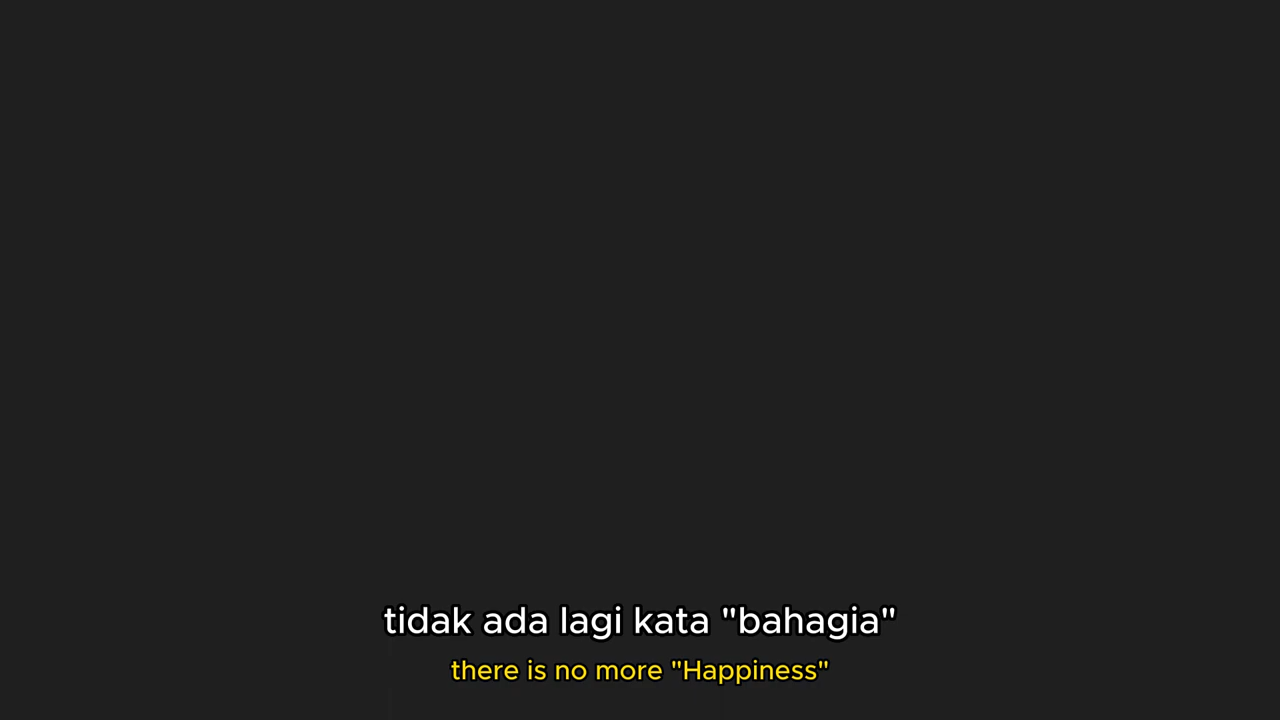 tidak ada lagi kata "bahagia"
there is no more "Happiness"